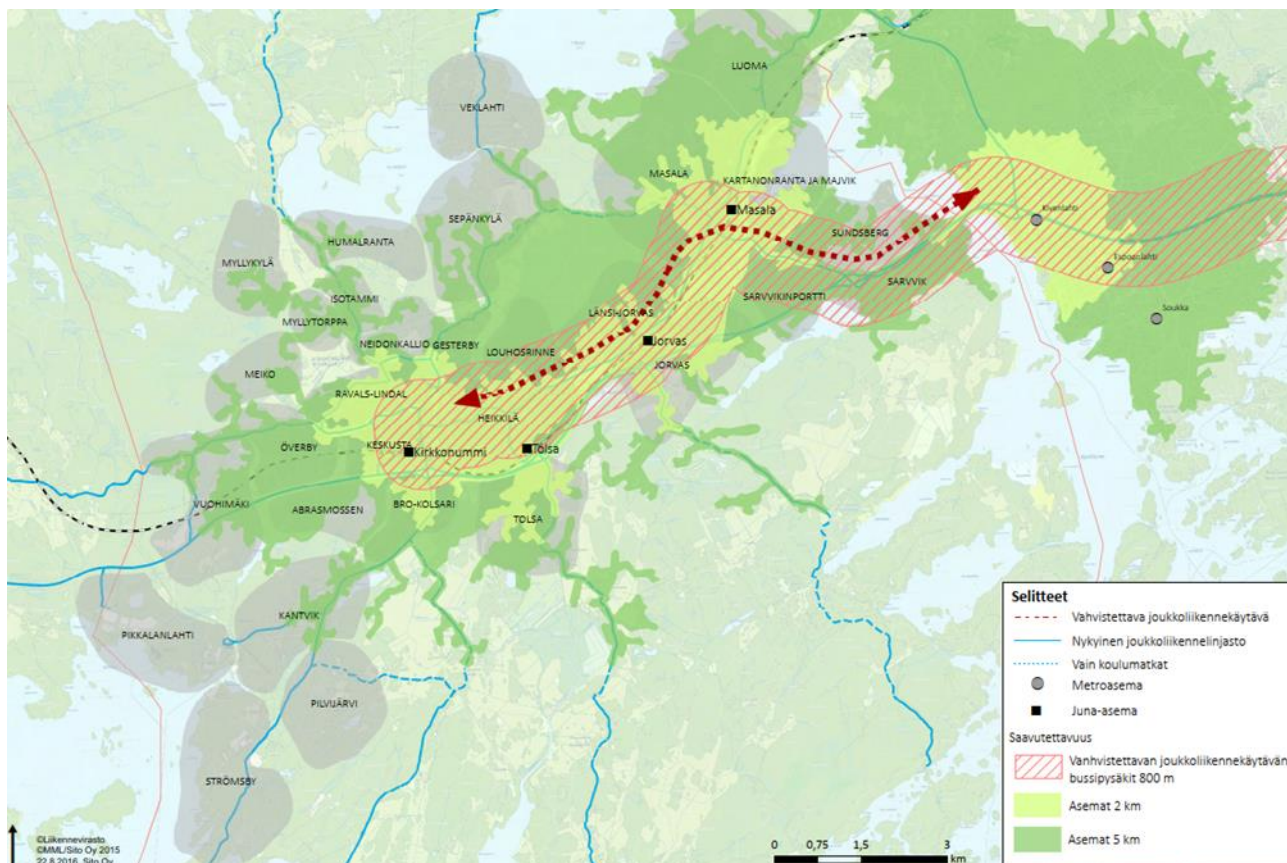 LUOMA
VEKLAHTI
MASALA
KARTANONRANTA JA MAJVIK
Masala
SEPÄNKYLÄ
SUNDSBERG
Kivenlahti
HUMALRANTA
MYLLYKYLÄ
Espoonlahti
ISOTAMMI
SARVVIK
SARVVIKINPORTTI
LÄNSI-JORVAS
Soukka
MYLLYTORPPA
NEIDONKALLIO
GESTERBY
Jorvas
LOUHOSRINNE
JORVAS
MEIKO
RAVALS-LINDAL
HEIKKILÄ
ÖVERBY
KESKUSTA
Kirkkonummi
Tolsa
VUOHIMÄKI
ABRASMOSSEN
BRO-KOLSARI
TOLSA
KANTVIK
PIKKALANLAHTI
PILVIJÄRVI
STRÖMSBY
Selitteet
Vahvistettava joukkoliikennekäytävä
Nykyinen joukkoliikennelinjasto
Vain koulumatkat
Metroasema
Juna-asema
Saavutettavuus
Vanhvistettavan joukkoliikennekäytävän
bussipysäkit 800 m
Asemat 2 km
Asemat 5 km
©Liikennevirasto
©MML/Sito Oy 2015
22.8.2016, Sito Oy
0 0,75 1,5 3
km